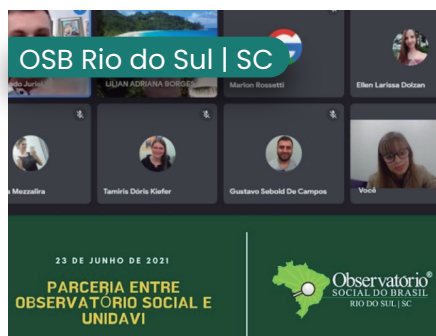 OSB Rio do Sul | SC
LILIAN ADRIANA BORGES
Marlon Rossetti
Ellen Larissa Dolzan
Mezzalira
Tamiris Dóris Kiefer
Gustavo Sebold De Campos
Você
23 DE JUNHO DE 2021
PARCERIA ENTRE
OBSERVATÓRIO SOCIAL E
UNIDAVI
Observatório®
SOCIAL DO BRASIL
RIO DO SUL | SC